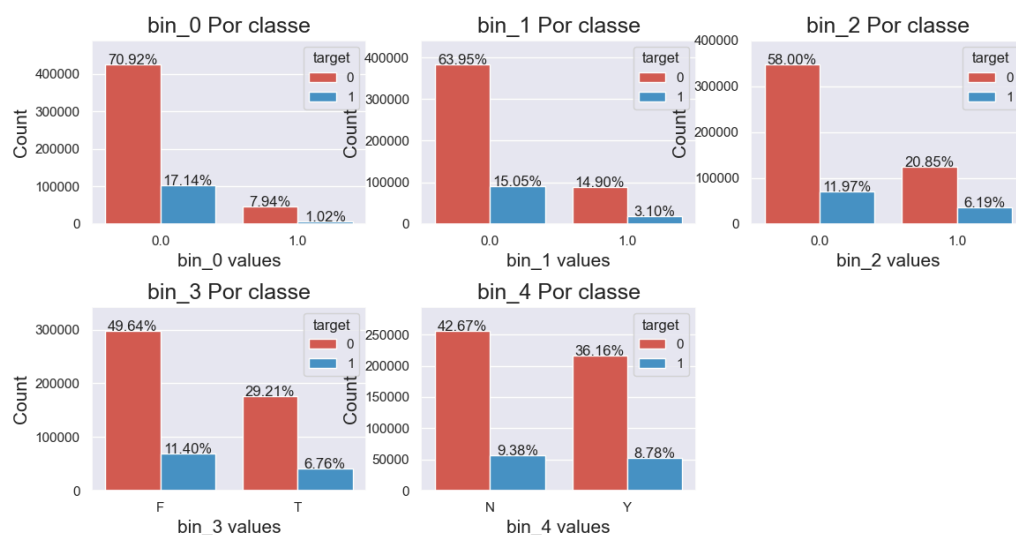 bin_0 Por classe
70.92%
17.14%
7.94%
1.02%
target
0
1
400000
300000
200000
100000
0
Count
0.0
1.0
bin_0 values
bin_1 Por classe
63.95%
15.05%
14.90%
3.10%
target
0
1
400000
300000
200000
100000
0
Count
0.0
1.0
bin_1 values
bin_2 Por classe
58.00%
11.97%
20.85%
6.19%
target
0
1
400000
300000
200000
100000
0
Count
0.0
1.0
bin_2 values
bin_3 Por classe
49.64%
11.40%
29.21%
6.76%
target
0
1
300000
200000
100000
0
Count
F
T
bin_3 values
bin_4 Por classe
42.67%
9.38%
36.16%
8.78%
target
0
1
250000
200000
150000
100000
50000
0
Count
N
Y
bin_4 values